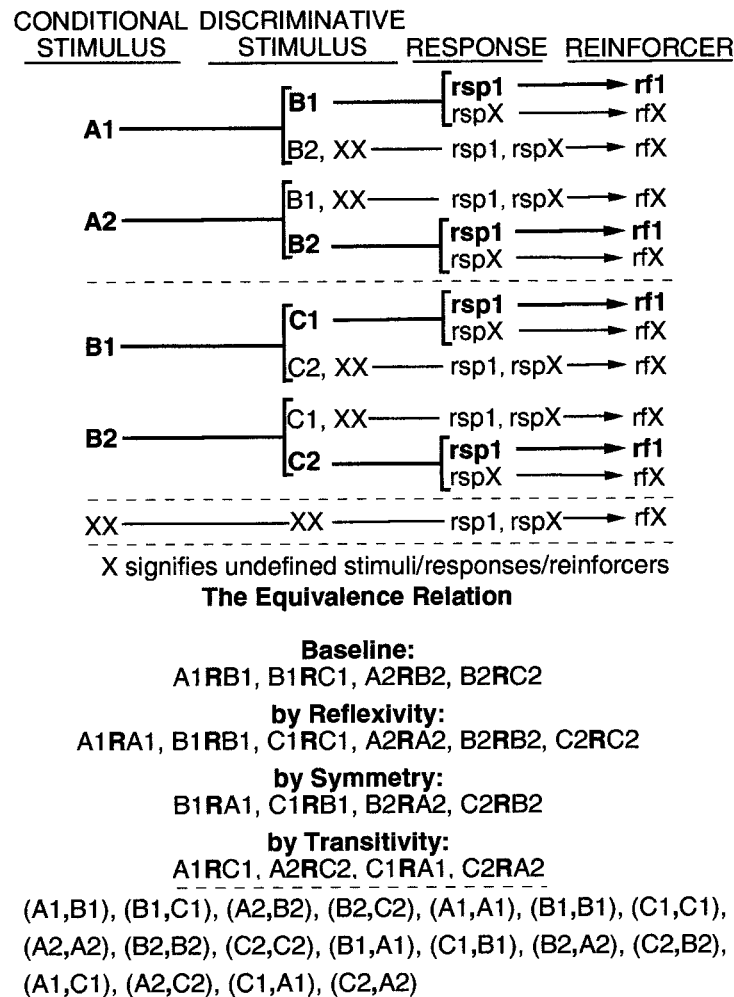 CONDITIONAL DISCRIMINATIVE
STIMULUS STIMULUS RESPONSE REINFORCER
A1 B1 rsp1 rf1
rspX rfX
B2, XX rsp1, rspX rfX
A2 B1, XX rsp1, rspX rfX
B2 rsp1 rf1
rspX rfX
B1 C1 rsp1 rf1
rspX rfX
C2, XX rsp1, rspX rfX
B2 C1, XX rsp1, rspX rfX
C2 rsp1 rf1
rspX rfX
XX XX rsp1, rspX rfX
X signifies undefined stimuli/responses/reinforcers
The Equivalence Relation
Baseline:
A1RB1, B1RC1, A2RB2, B2RC2
by Reflexivity:
A1RA1, B1RB1, C1RC1, A2RA2, B2RB2, C2RC2
by Symmetry:
B1RA1, C1RB1, B2RA2, C2RB2
by Transitivity:
A1RC1, A2RC2, C1RA1, C2RA2
(A1,B1), (B1,C1), (A2,B2), (B2,C2), (A1,A1), (B1,B1), (C1,C1),
(A2,A2), (B2,B2), (C2,C2), (B1,A1), (C1,B1), (B2,A2), (C2,B2),
(A1,C1), (A2,C2), (C1,A1), (C2,A2)